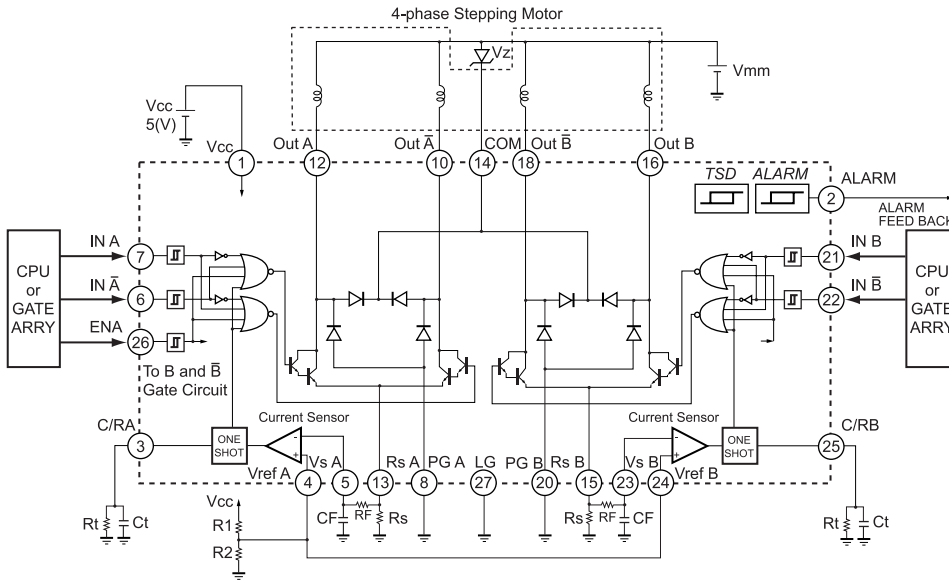 4-phase Stepping Motor
Vz
Vmm
Vcc
5(V)
Vcc
Out A
Out A̅
COM
Out B̅
Out B
1
12
10
14
18
16
TSD
ALARM
2
ALARM
ALARM
FEED BACK
CPU
or
GATE
ARRY
IN A
7
IN A̅
6
ENA
26
IN B
21
IN B̅
22
CPU
or
GATE
ARRY
To B and B̅
Gate Circuit
C/RA
3
ONE
SHOT
Current Sensor
-
+
Current Sensor
-
+
ONE
SHOT
C/RB
25
Vref A
Vs A
Rs A
PG A
LG
PG B
Rs B
Vs B
Vref B
4
5
13
8
27
20
15
23
24
Rt
Ct
Vcc
R1
R2
CF
RF
Rs
Rs
RF
CF
Rt
Ct